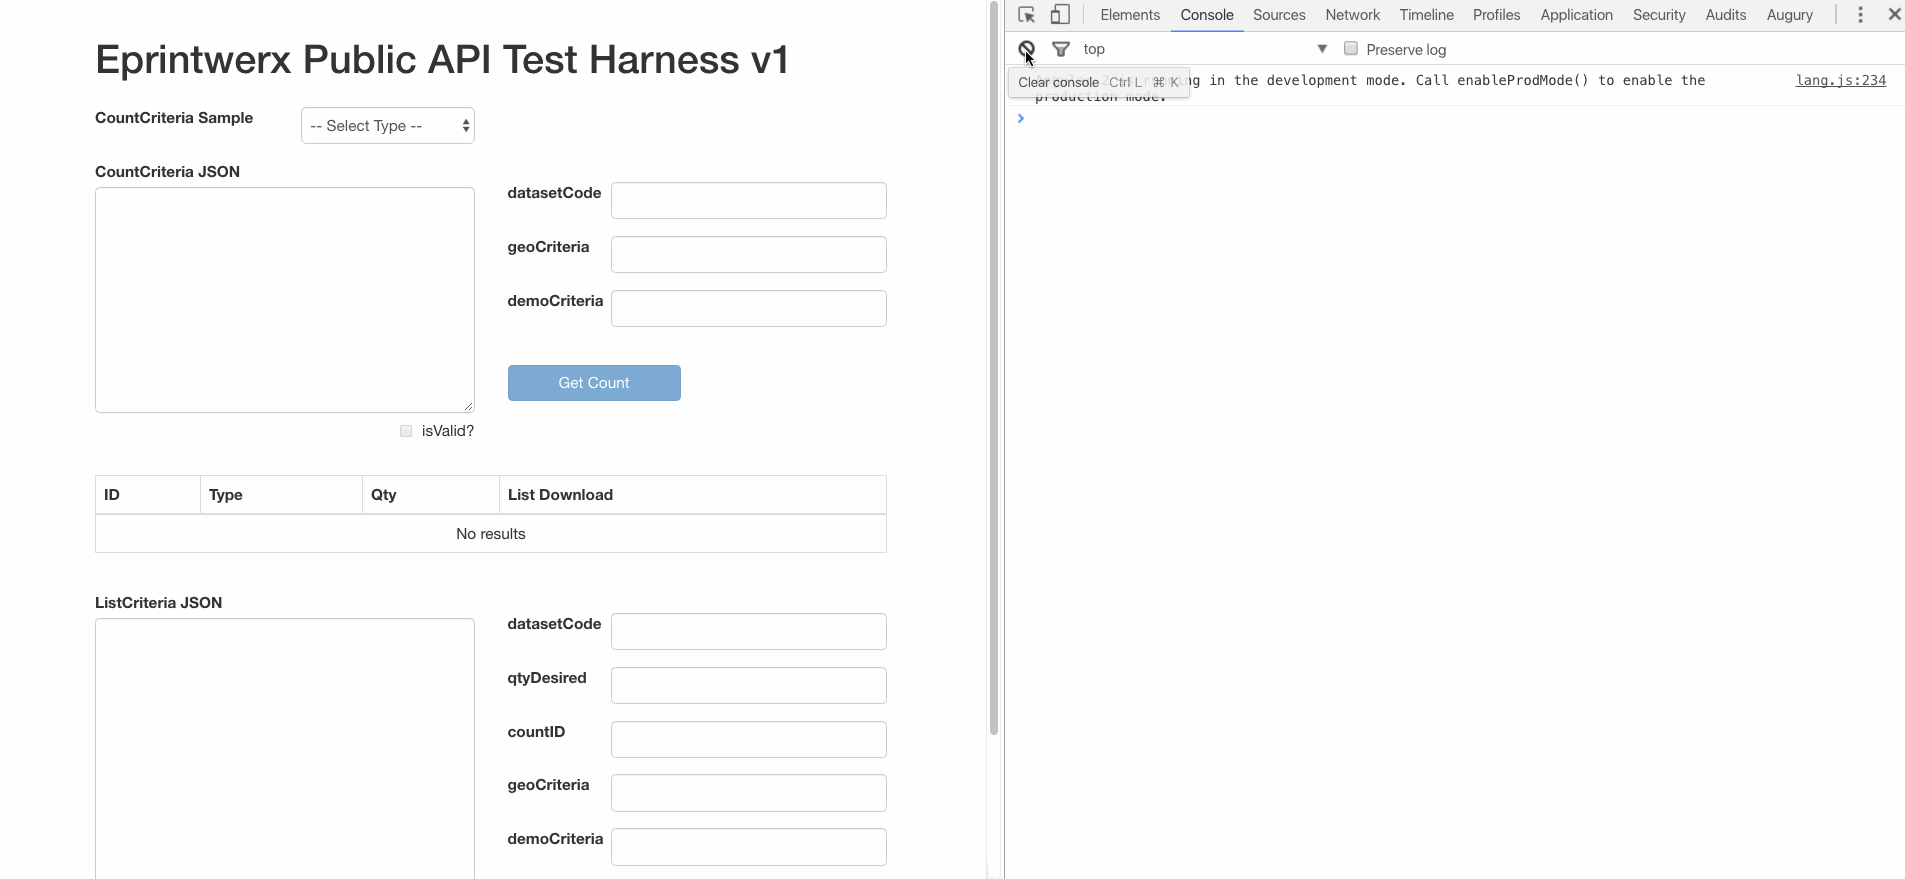 Eprintwerx Public API Test Harness v1
CountCriteria Sample
-- Select Type --
CountCriteria JSON
datasetCode
geoCriteria
demoCriteria
Get Count
isValid?
ID Type Qty List Download
No results
ListCriteria JSON
datasetCode
qtyDesired
countID
geoCriteria
demoCriteria
Elements Console Sources Network Timeline Profiles Application Security Audits Augury
top Preserve log
Clear console Ctrl L ⌘ K
in the development mode. Call enableProdMode() to enable the lang.js:234
production mode.